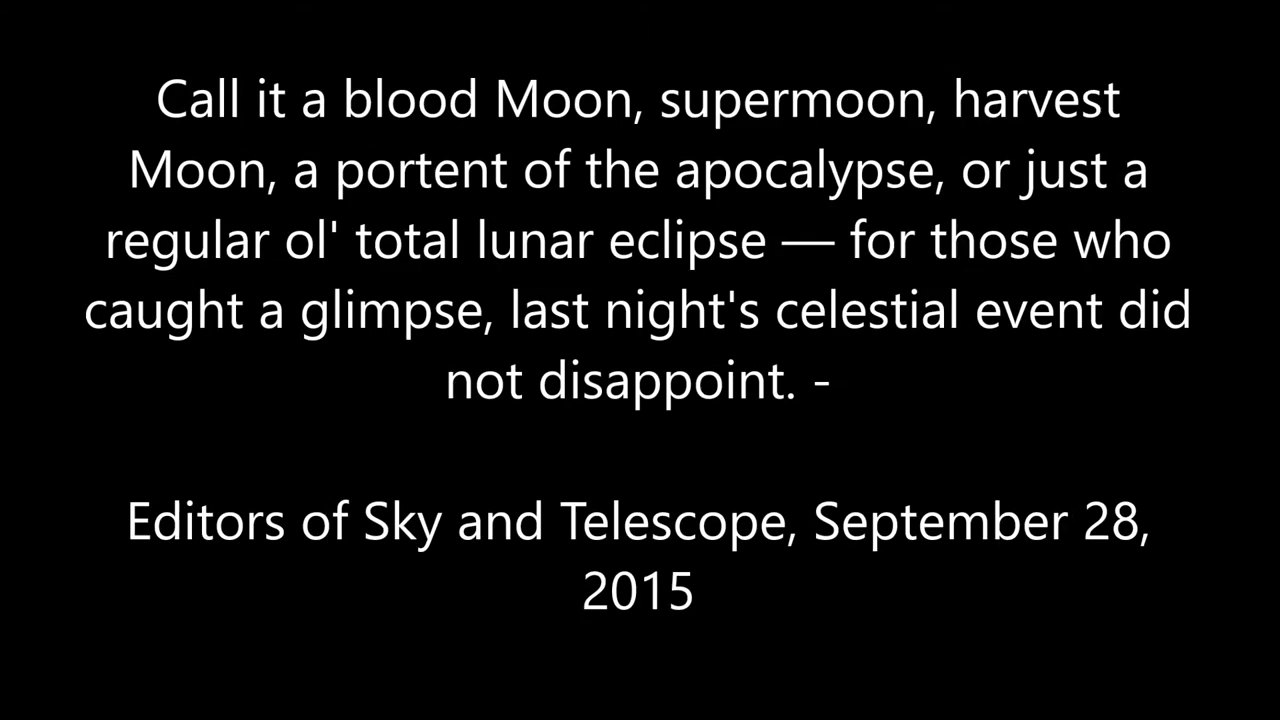 Call it a blood Moon, supermoon, harvest
Moon, a portent of the apocalypse, or just a
regular ol' total lunar eclipse — for those who
caught a glimpse, last night's celestial event did
not disappoint. -
Editors of Sky and Telescope, September 28,
2015